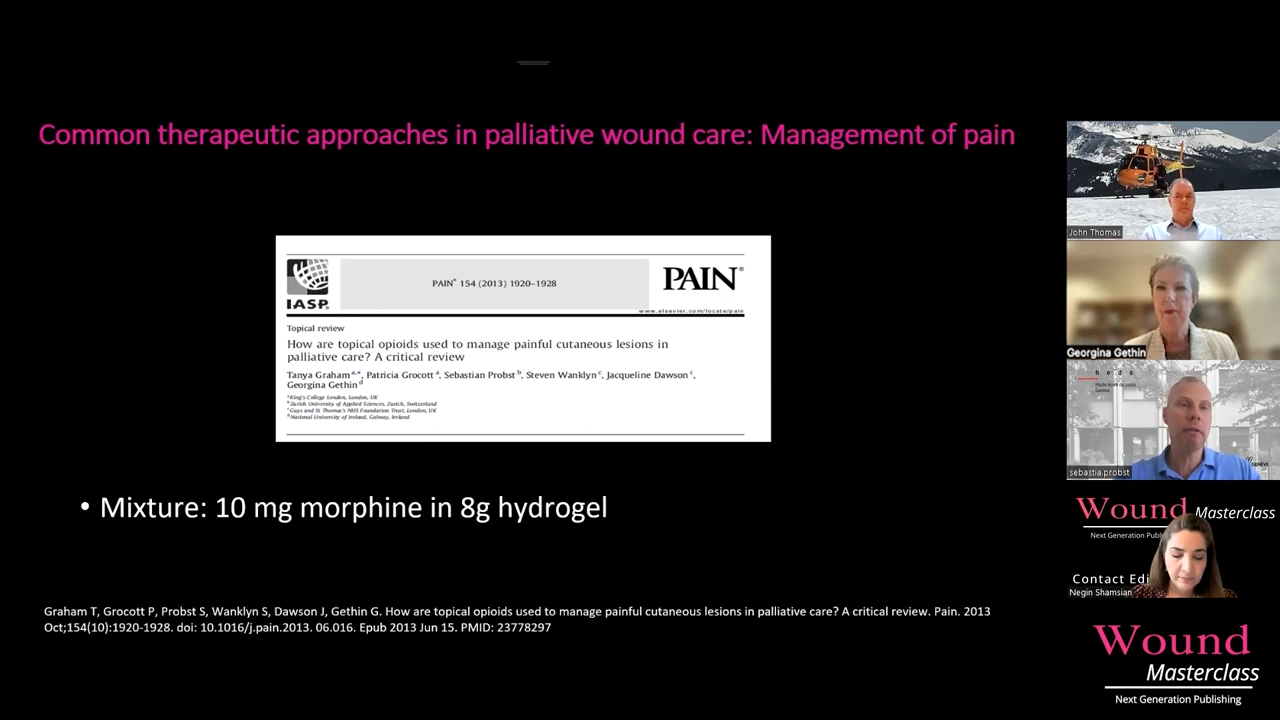 Common therapeutic approaches in palliative wound care: Management of pain
IASP®
PAIN® 154 (2013) 1920–1928
PAIN®
www.elsevier.com/locate/pain
Topical review
How are topical opioids used to manage painful cutaneous lesions in
palliative care? A critical review
Tanya Graham a,*, Patricia Grocott a, Sebastian Probst b, Steven Wanklyn c, Jacqueline Dawson c,
Georgina Gethin d
a King's College London, London, UK
b Zurich University of Applied Sciences, Zurich, Switzerland
c Guys and St Thomas's NHS Foundation Trust, London, UK
d National University of Ireland, Galway, Ireland
• Mixture: 10 mg morphine in 8g hydrogel
Graham T, Grocott P, Probst S, Wanklyn S, Dawson J, Gethin G. How are topical opioids used to manage painful cutaneous lesions in palliative care? A critical review. Pain. 2013
Oct;154(10):1920-1928. doi: 10.1016/j.pain.2013. 06.016. Epub 2013 Jun 15. PMID: 23778297
John Thomas
Georgina Gethin
h e d s
Haute école de santé
Genève
GENÈVE
sebastia.probst
Wound Masterclass
Next Generation Publi
Contact Edi
Negin Shamsian
Wound
Masterclass
Next Generation Publishing